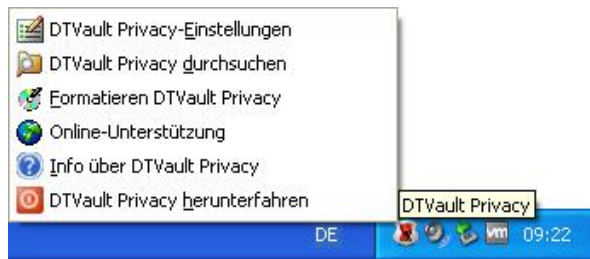 DTVault Privacy-Einstellungen
DTVault Privacy durchsuchen
Formatieren DTVault Privacy
Online-Unterstützung
Info über DTVault Privacy
DTVault Privacy herunterfahren
DTVault Privacy
DE
vm
09:22